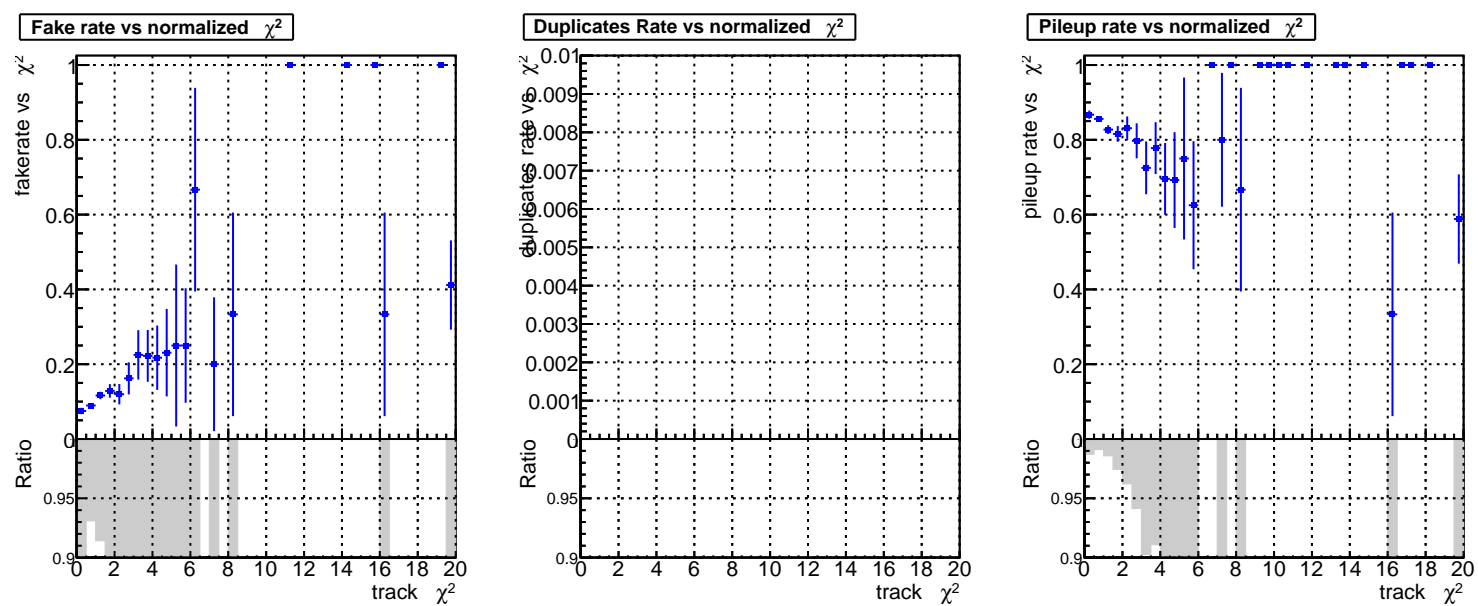 Fake rate vs normalized χ²
fakerate vs χ²
1
0.8
0.6
0.4
0.2
0
Ratio
0.95
0.9
0 2 4 6 8 10 12 14 16 18 20
track χ²
Duplicates Rate vs normalized χ²
duplicates rate vs χ²
0.01
0.009
0.008
0.007
0.006
0.005
0.004
0.003
0.002
0.001
0
Ratio
0.95
0.9
0 2 4 6 8 10 12 14 16 18 20
track χ²
Pileup rate vs normalized χ²
pileup rate vs χ²
1
0.8
0.6
0.4
0.2
0
Ratio
0.95
0.9
0 2 4 6 8 10 12 14 16 18 20
track χ²